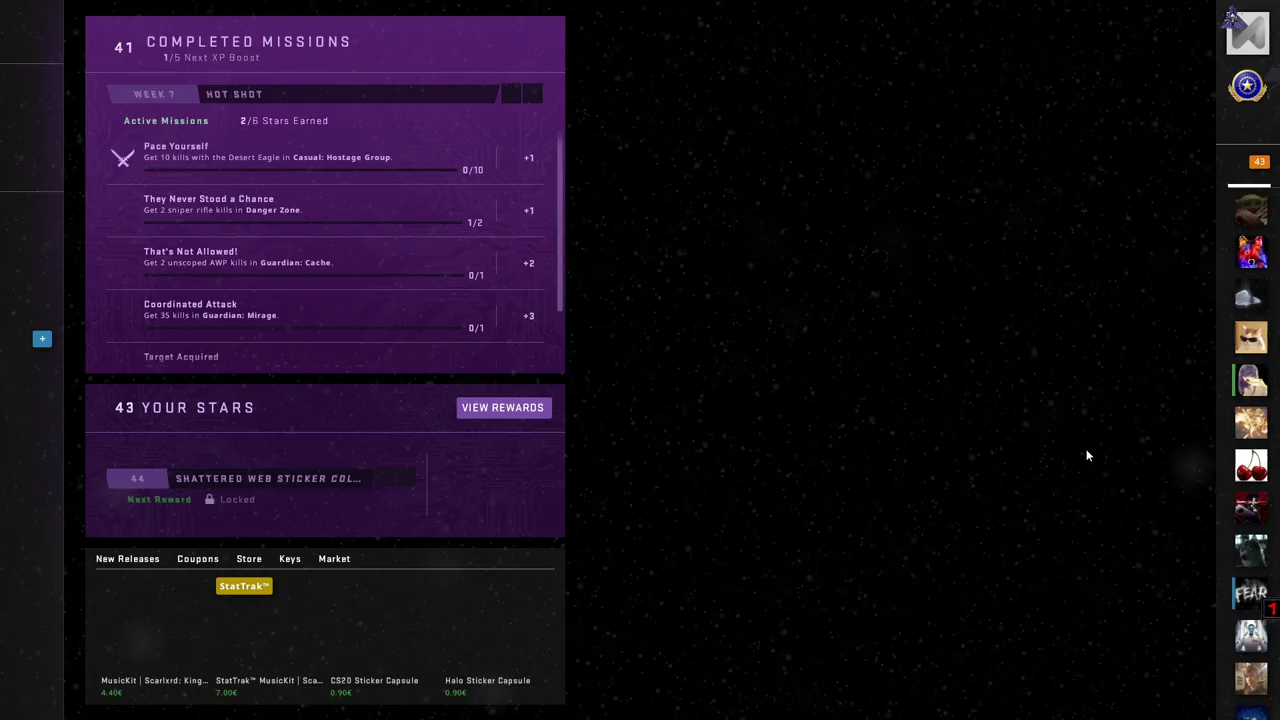 41 COMPLETED MISSIONS
1/5 Next XP Boost
WEEK 7 HOT SHOT
Active Missions 2/6 Stars Earned
Pace Yourself
Get 10 kills with the Desert Eagle in Casual: Hostage Group.
0/10
+1
They Never Stood a Chance
Get 2 sniper rifle kills in Danger Zone.
1/2
+1
That's Not Allowed!
Get 2 unscoped AWP kills in Guardian: Cache.
0/1
+2
Coordinated Attack
Get 35 kills in Guardian: Mirage.
0/1
+3
Target Acquired
43 YOUR STARS
VIEW REWARDS
44 SHATTERED WEB STICKER COL...
Next Reward Locked
New Releases Coupons Store Keys Market
StatTrak™
MusicKit | Scarlxrd: King... StatTrak™ MusicKit | Sca... CS20 Sticker Capsule Halo Sticker Capsule
4.40€ 7.00€ 0.90€ 0.90€
+
43
FEAR
1